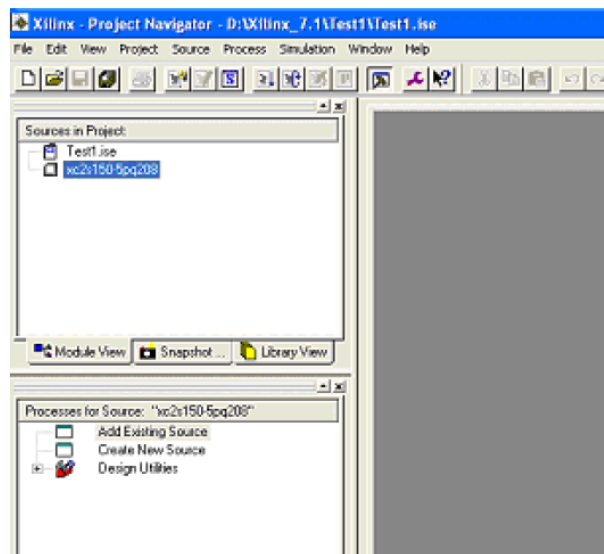 Xilinx - Project Navigator - D:\Xilinx_7.1\Test1\Test1.ise
File Edit View Project Source Process Simulation Window Help
Sources in Project:
Test1.ise
xc2s150-5pq208
Module View Snapshot ... Library View
Processes for Source: "xc2s150-5pq208"
Add Existing Source
Create New Source
Design Utilities